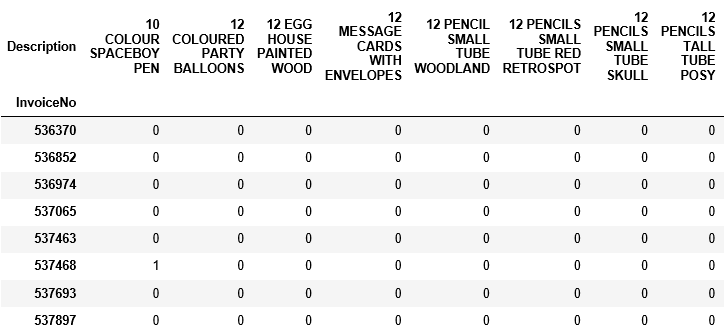 Description
10
COLOUR
SPACEBOY
PEN
12
COLOURED
PARTY
BALLOONS
12 EGG
HOUSE
PAINTED
WOOD
12
MESSAGE
CARDS
WITH
ENVELOPES
12 PENCIL
SMALL
TUBE
WOODLAND
12 PENCILS
SMALL
TUBE RED
RETROSPOT
12
PENCILS
SMALL
TUBE
SKULL
12
PENCILS
TALL
TUBE
POSY
InvoiceNo
536370 0 0 0 0 0 0 0 0
536852 0 0 0 0 0 0 0 0
536974 0 0 0 0 0 0 0 0
537065 0 0 0 0 0 0 0 0
537463 0 0 0 0 0 0 0 0
537468 1 0 0 0 0 0 0 0
537693 0 0 0 0 0 0 0 0
537897 0 0 0 0 0 0 0 0